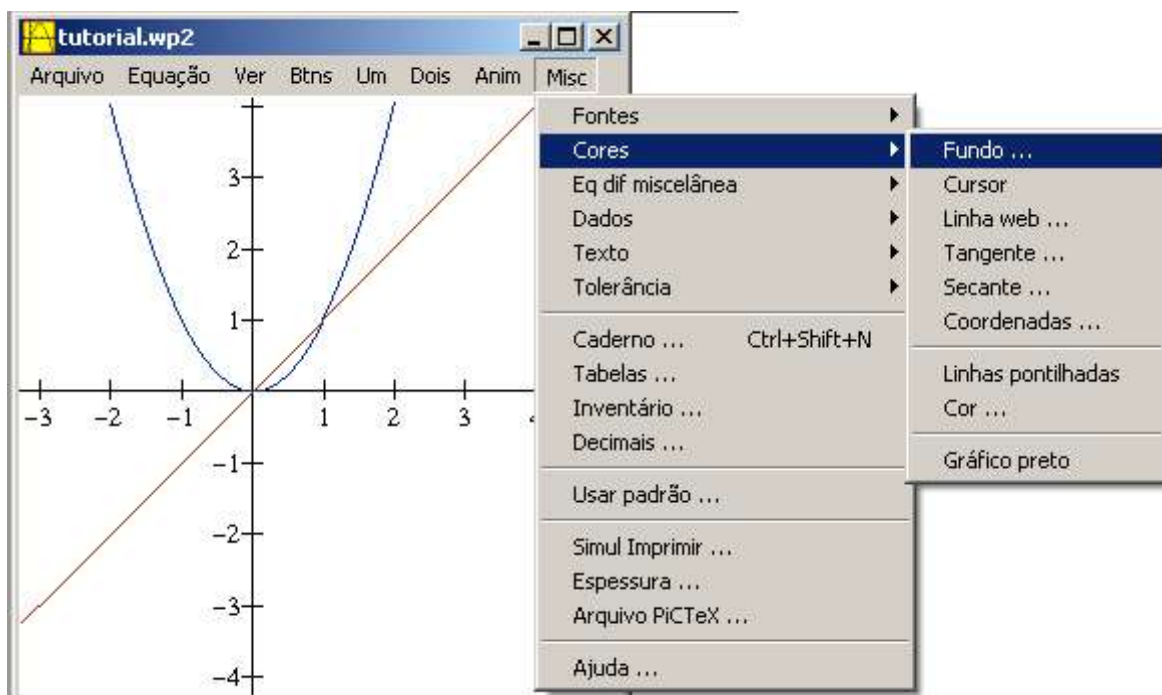 tutorial.wp2
Arquivo Equação Ver Btns Um Dois Anim Misc
Fontes
Cores
Eq dif miscelânea
Dados
Texto
Tolerância
Caderno ... Ctrl+Shift+N
Tabelas ...
Inventário ...
Decimais ...
Usar padrão ...
Simul Imprimir ...
Espessura ...
Arquivo PiCTeX ...
Ajuda ...
Fundo ...
Cursor
Linha web ...
Tangente ...
Secante ...
Coordenadas ...
Linhas pontilhadas
Cor ...
Gráfico preto
3
2
1
-3 -2 -1 1 2 3
-1
-2
-3
-4